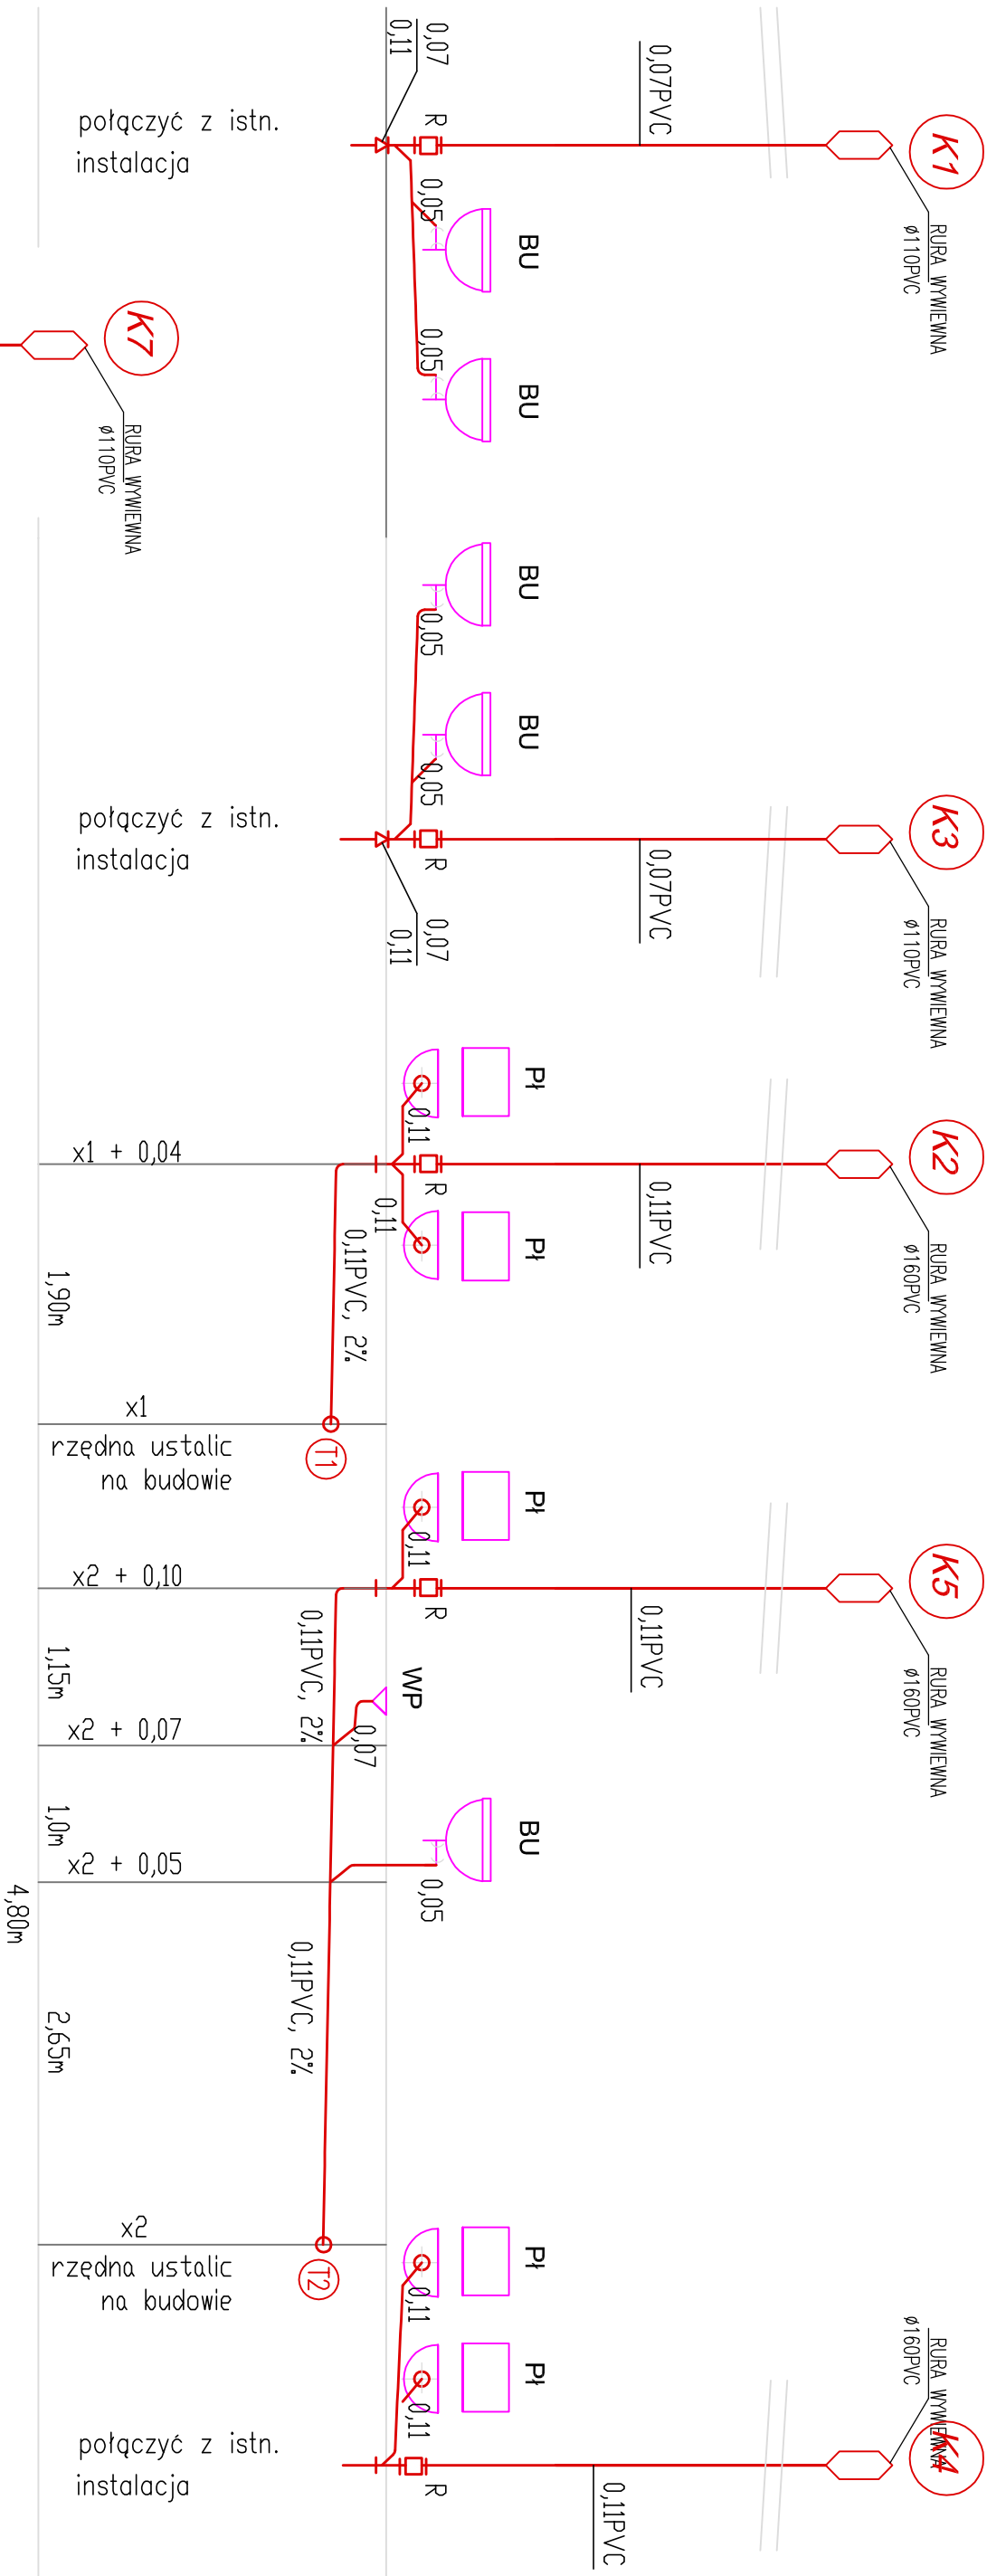 K1
RURA WYWIEWNA
ø110PVC
0,07PVC
R
0,07
0,11
połączyć z istn.
instalacja
0,05
BU
0,05
BU
K7
RURA WYWIEWNA
ø110PVC
BU
0,05
BU
0,05
K3
RURA WYWIEWNA
ø110PVC
0,07PVC
R
0,07
0,11
połączyć z istn.
instalacja
Pł
0,11
K2
RURA WYWIEWNA
ø160PVC
0,11PVC
R
0,11
Pł
x1 + 0,04
0,11PVC, 2%
1,90m
x1
rzędna ustalic
na budowie
T1
Pł
0,11
K5
RURA WYWIEWNA
ø160PVC
0,11PVC
R
x2 + 0,10
0,11PVC, 2%
1,15m
WP
0,07
x2 + 0,07
1,0m
BU
0,05
x2 + 0,05
4,80m
0,11PVC, 2%
2,65m
x2
rzędna ustalic
na budowie
T2
Pł
0,11
Pł
0,11
K4
RURA WYWIEWNA
ø160PVC
0,11PVC
R
połączyć z istn.
instalacja